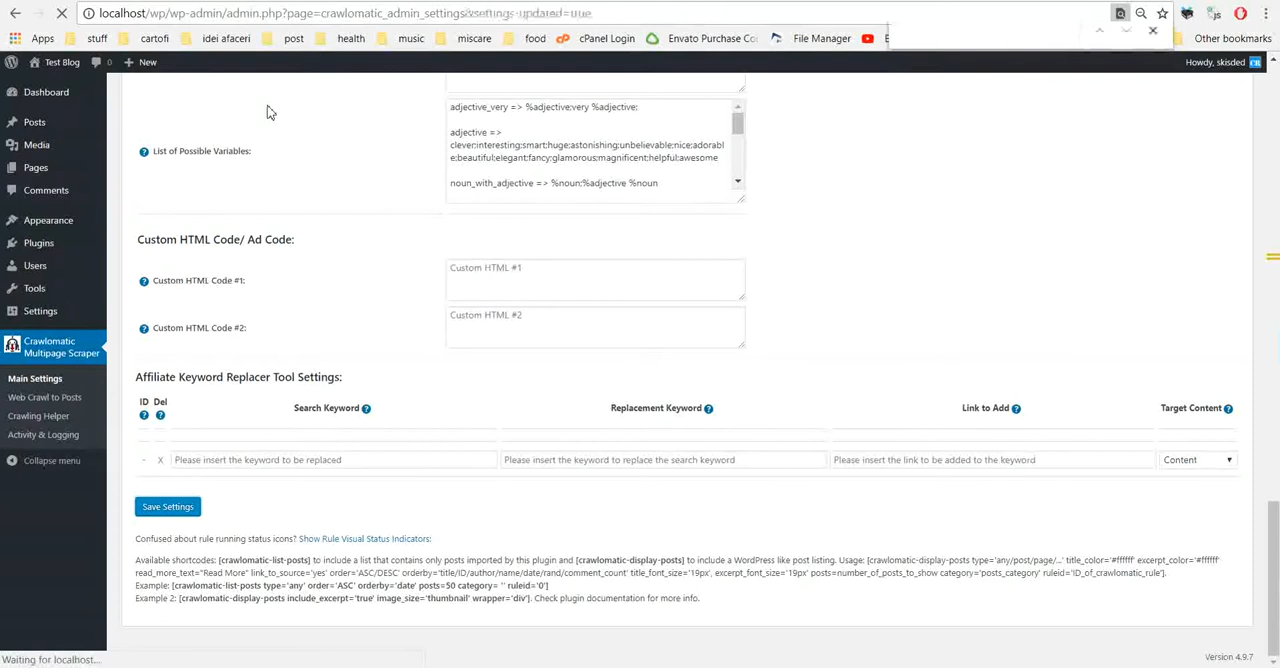 localhost/wp/wp-admin/admin.php?page=crawlomatic_admin_settings
Apps stuff cartofi idei afaceri post health music miscare food cPanel Login Envato Purchase Co File Manager E Other bookmarks
Test Blog 0 + New Howdy, skisded CR
Dashboard
Posts
Media
Pages
Comments
Appearance
Plugins
Users
Tools
Settings
Crawlomatic
Multipage Scraper
Main Settings
Web Crawl to Posts
Crawling Helper
Activity & Logging
Collapse menu
List of Possible Variables:
adjective_very => %adjective;very %adjective;
adjective =>
clever;interesting;smart;huge;astonishing;unbelievable;nice;adorabl
e;beautiful;elegant;fancy;glamorous;magnificent;helpful;awesome
noun_with_adjective => %noun;%adjective %noun
Custom HTML Code/ Ad Code:
Custom HTML Code #1:
Custom HTML #1
Custom HTML Code #2:
Custom HTML #2
Affiliate Keyword Replacer Tool Settings:
ID Del Search Keyword Replacement Keyword Link to Add Target Content
- X Please insert the keyword to be replaced Please insert the keyword to replace the search keyword Please insert the link to be added to the keyword Content
Save Settings
Confused about rule running status icons? Show Rule Visual Status Indicators:
Available shortcodes: [crawlomatic-list-posts] to include a list that contains only posts imported by this plugin and [crawlomatic-display-posts] to include a WordPress like post listing. Usage: [crawlomatic-display-posts type='any/post/page/...' title_color='#ffffff' excerpt_color='#ffffff'
read_more_text="Read More" link_to_source='yes' order='ASC/DESC' orderby='title/ID/author/name/date/rand/comment_count' title_font_size='19px', excerpt_font_size='19px' posts=number_of_posts_to_show category='posts_category' ruleid='ID_of_crawlomatic_rule'].
Example: [crawlomatic-list-posts type='any' order='ASC' orderby='date' posts=50 category= '' ruleid='0']
Example 2: [crawlomatic-display-posts include_excerpt='true' image_size='thumbnail' wrapper='div']. Check plugin documentation for more info.
Waiting for localhost...
Version 4.9.7